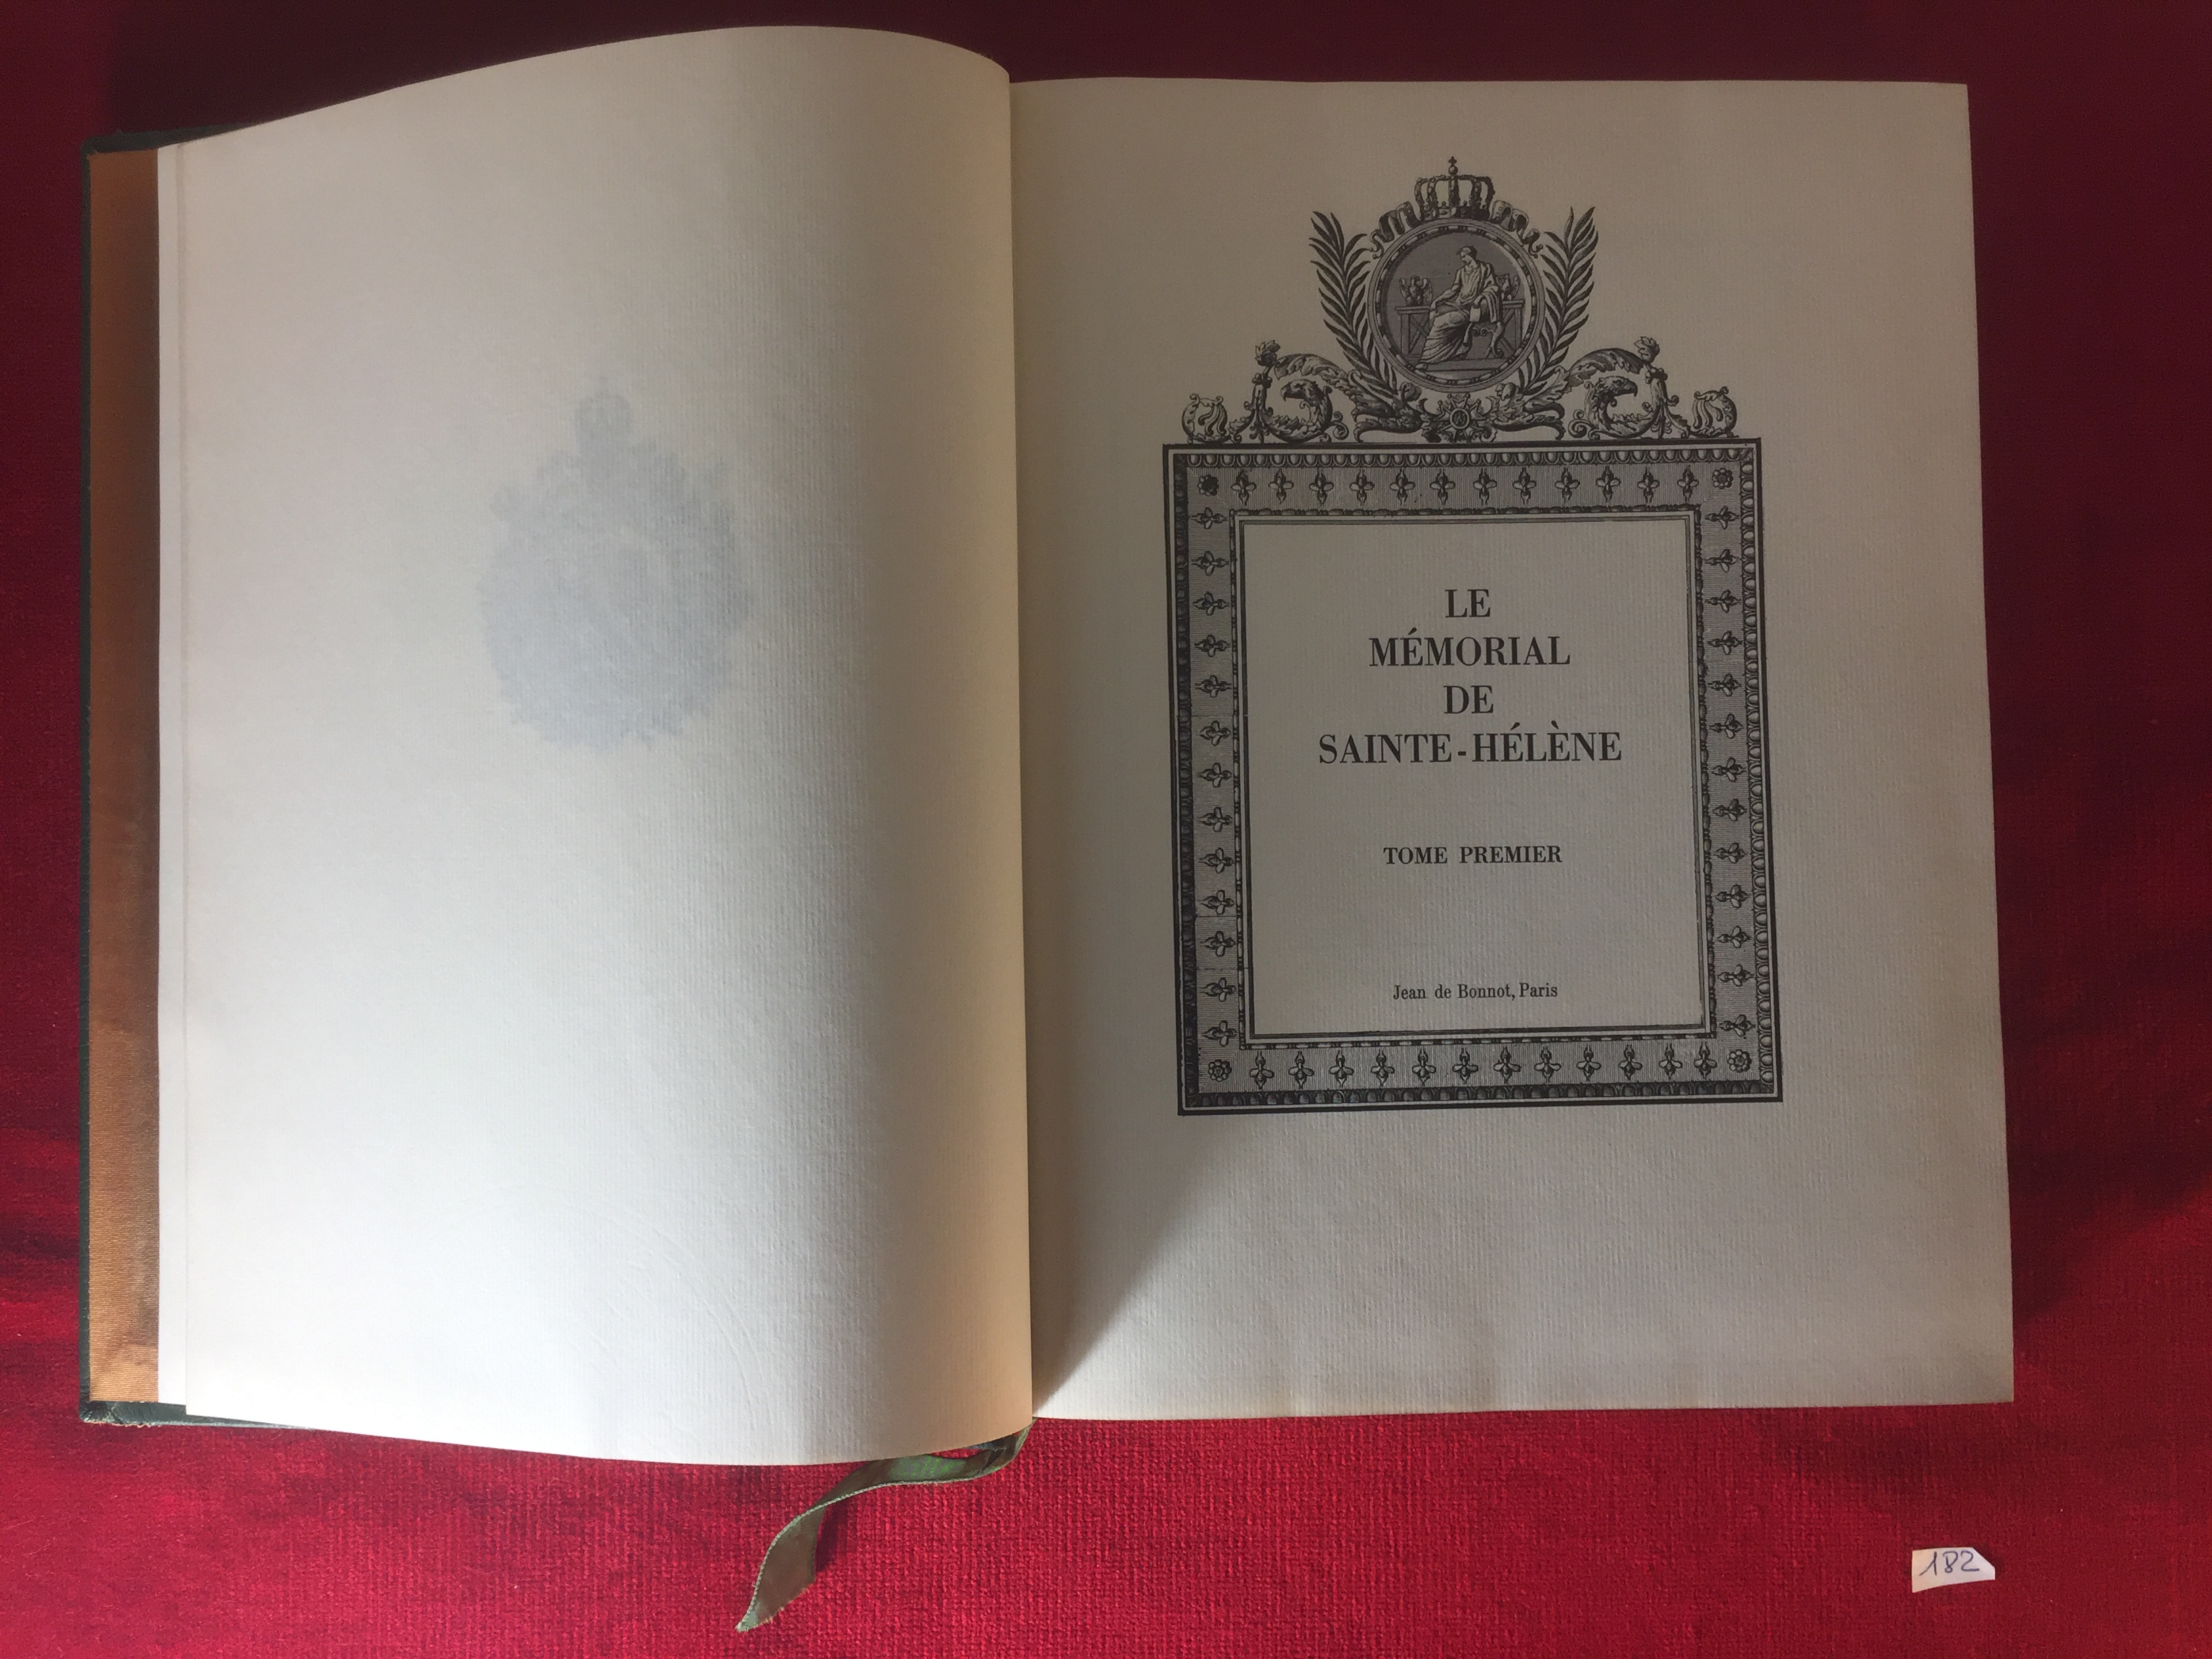 LE
MÉMORIAL
DE
SAINTE-HÉLÈNE
TOME PREMIER
Jean de Bonnot, Paris
182